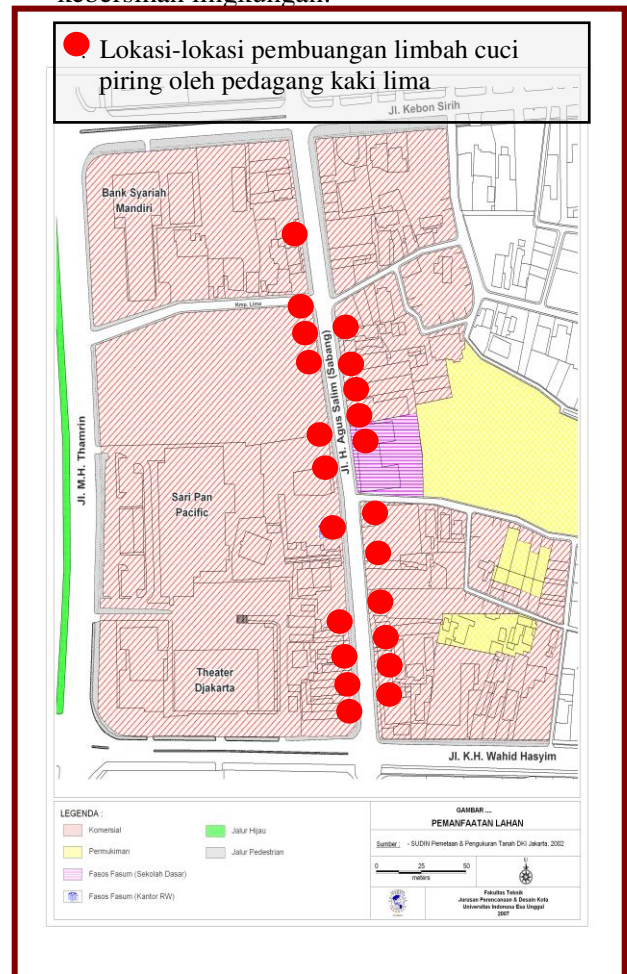 kebersihan lingkungan.
: Lokasi-lokasi pembuangan limbah cuci
piring oleh pedagang kaki lima
Jl. Kebon Sirih
Bank Syariah
Mandiri
Kmp. Lima
Jl. H. Agus Salim (Sabang)
Jl. M.H. Thamrin
Sari Pan
Pacific
Theater
Djakarta
Jl. K.H. Wahid Hasyim
LEGENDA :
Komersial
Permukiman
Fasos Fasum (Sekolah Dasar)
Fasos Fasum (Kantor RW)
Jalur Hijau
Jalur Pedestrian
GAMBAR ....
PEMANFAATAN LAHAN
Sumber : - SUDIN Pemetaan & Pengukuran Tanah DKI Jakarta, 2002
0 25 50
meters
U
Fakultas Teknik
Jurusan Perencanaan & Desain Kota
Universitas Indonusa Esa Unggul
2007